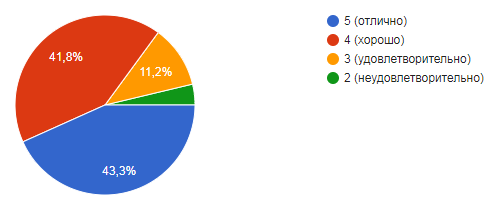 41,8%
11,2%
43,3%
5 (отлично)
4 (хорошо)
3 (удовлетворительно)
2 (неудовлетворительно)